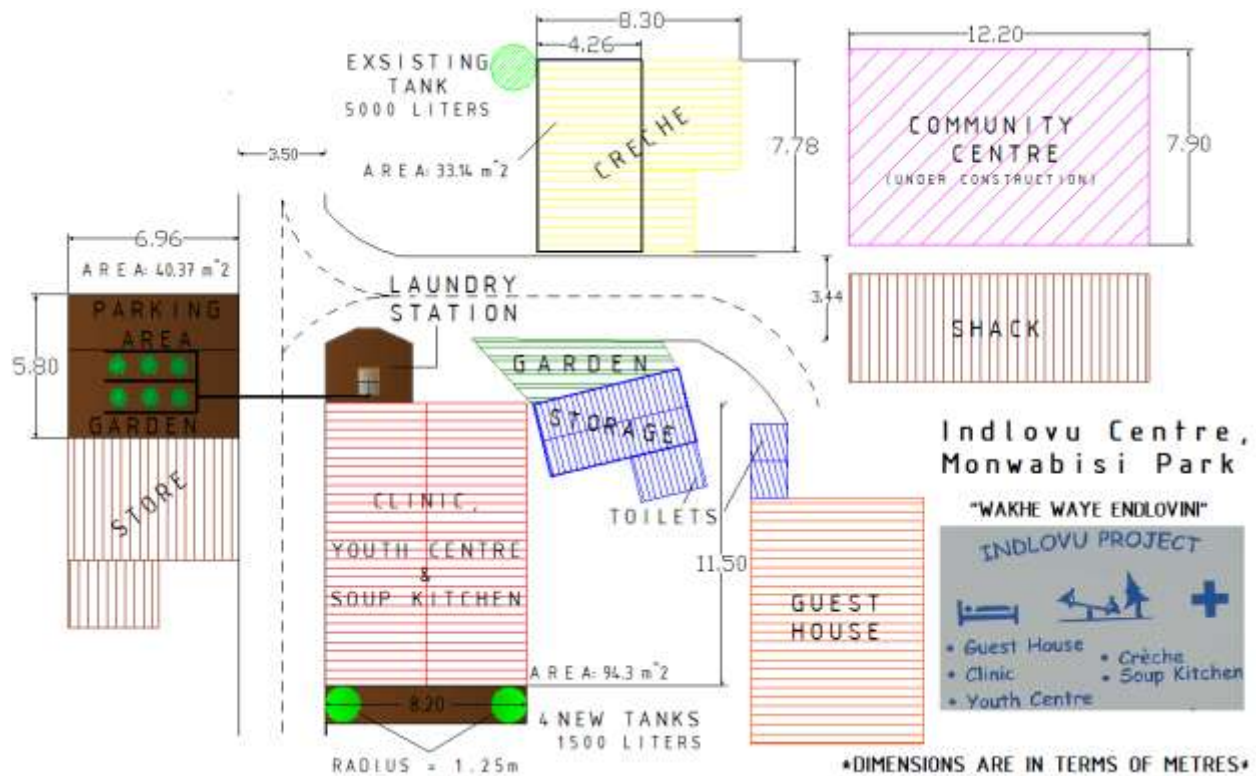 8.30
4.26
12.20
EXSISTING
TANK
5000 LITERS
CRECHE
7.78
COMMUNITY
CENTRE
(UNDER CONSTRUCTION)
7.90
3.50
AREA: 33.14 m^2
6.96
AREA: 40.37 m^2
PARKING
AREA
GARDEN
5.80
LAUNDRY
STATION
3.44
SHACK
GARDEN
STORAGE
STORE
TOILETS
CLINIC,
YOUTH CENTRE
&
SOUP KITCHEN
11.50
GUEST
HOUSE
AREA: 94.3 m^2
8.20
4 NEW TANKS
1500 LITERS
RADIUS = 1.25m
Indlovu Centre,
Monwabisi Park
"WAKHE WAYE ENDLOVINI"
INDLOVU PROJECT
• Guest House
• Clinic
• Youth Centre
• Crèche
• Soup Kitchen
*DIMENSIONS ARE IN TERMS OF METRES*